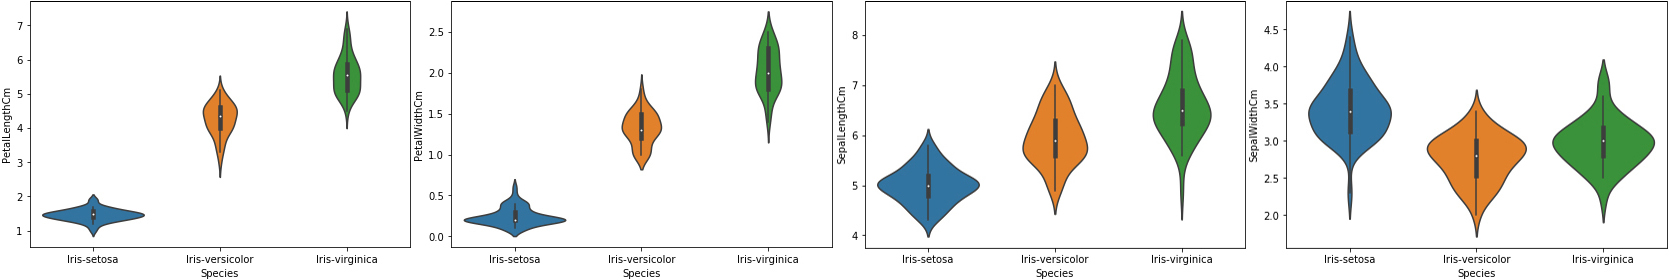 PetalLengthCm
7
6
5
4
3
2
1
Iris-setosa Iris-versicolor Iris-virginica
Species
PetalWidthCm
2.5
2.0
1.5
1.0
0.5
0.0
Iris-setosa Iris-versicolor Iris-virginica
Species
SepalLengthCm
8
7
6
5
4
Iris-setosa Iris-versicolor Iris-virginica
Species
SepalWidthCm
4.5
4.0
3.5
3.0
2.5
2.0
Iris-setosa Iris-versicolor Iris-virginica
Species